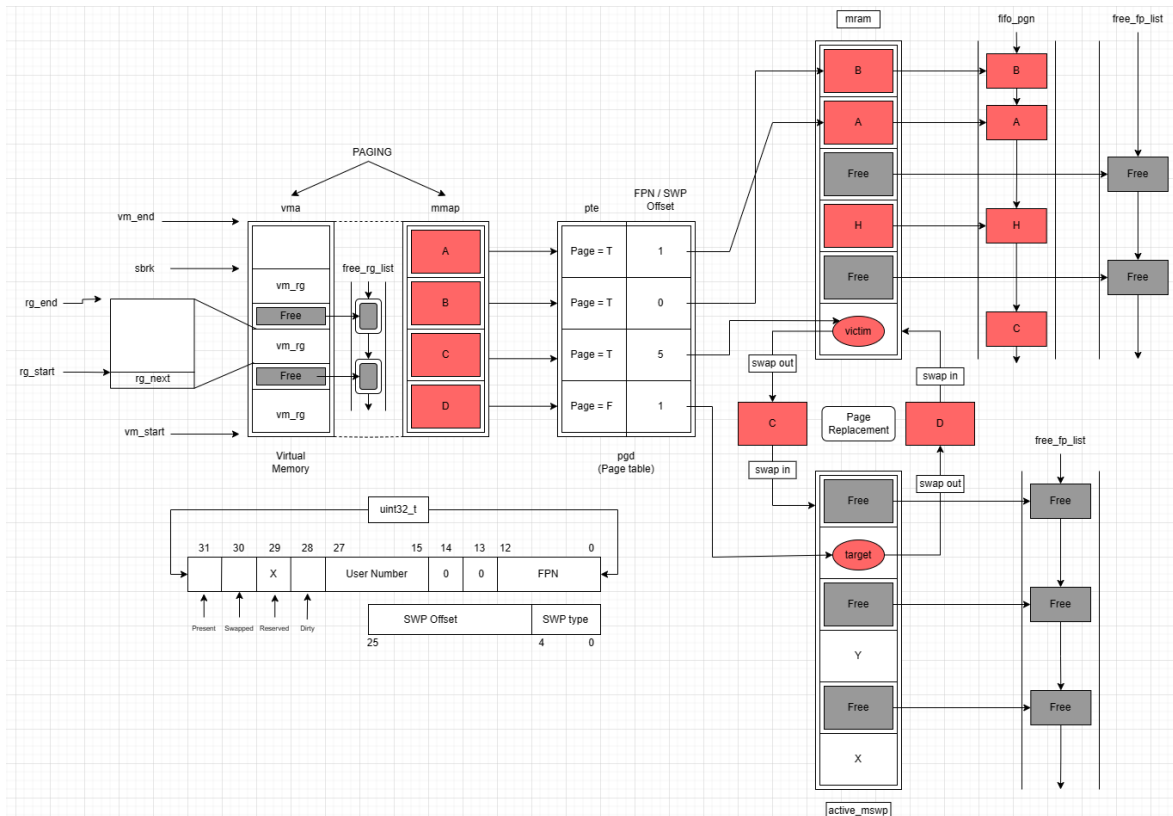 mram
fifo_pgn
free_fp_list
B
B
A
A
PAGING
Free
Free
vma
mmap
pte
FPN / SWP
Offset
vm_end
H
H
A
Page = T
1
sbrk
free_rg_list
Free
Free
vm_rg
rg_end
B
Page = T
0
Free
victim
C
vm_rg
C
Page = T
5
swap out
swap in
rg_start
rg_next
Free
vm_rg
D
Page = F
1
C
Page
Replacement
D
vm_start
free_fp_list
Virtual
Memory
pgd
(Page table)
swap in
swap out
Free
Free
uint32_t
31
30
29
28
27
15
14
13
12
0
target
X
User Number
0
0
FPN
Free
Free
Present
Swapped
Reserved
Dirty
SWP Offset
SWP type
25
4
0
Y
Free
Free
X
active_mswp